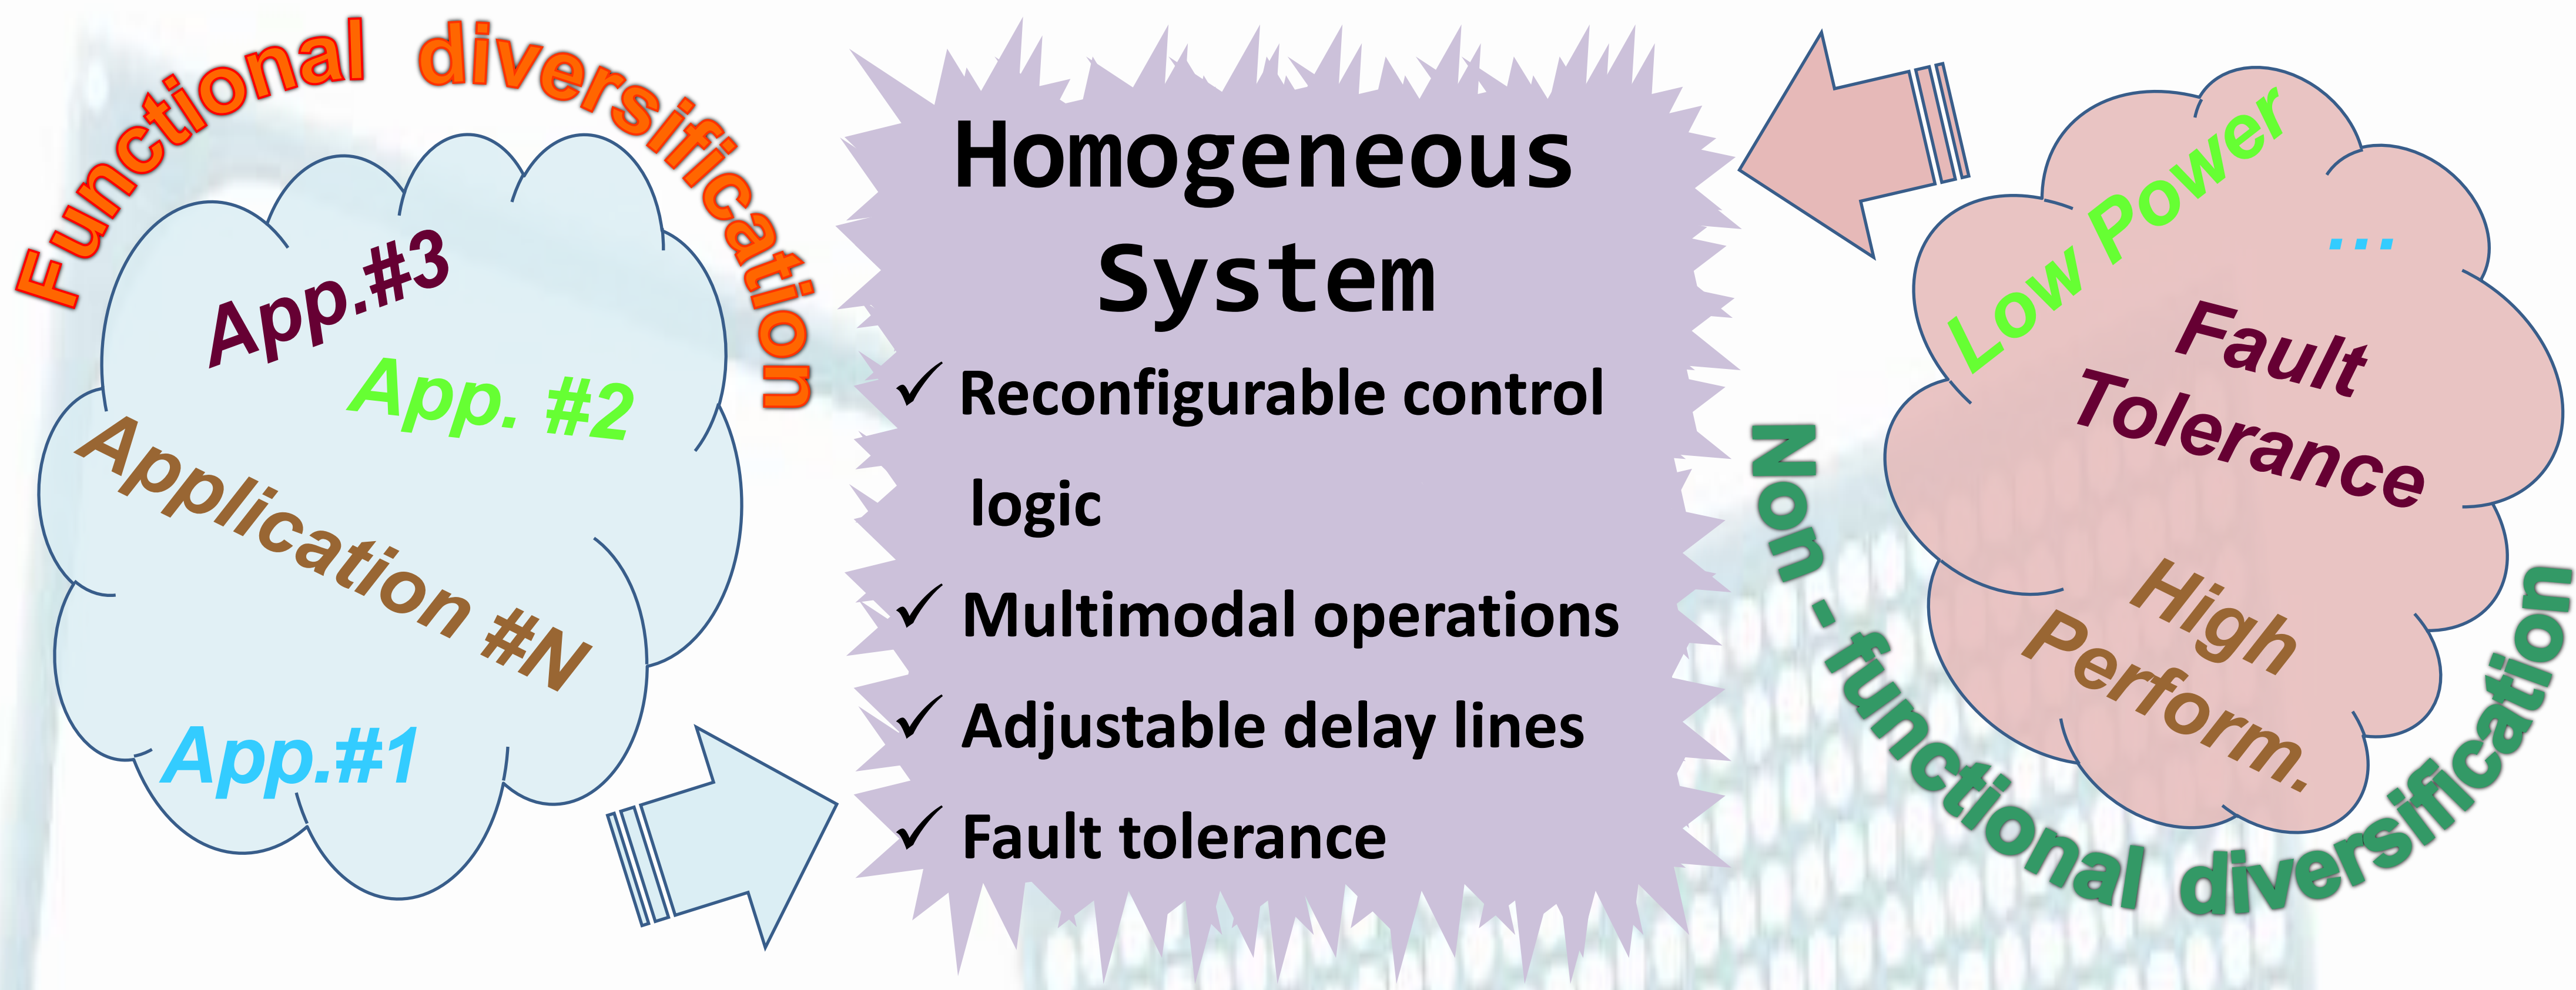 Functional diversification
App.#3
App. #2
Application #N
App.#1
Homogeneous
System
✓ Reconfigurable control
logic
✓ Multimodal operations
✓ Adjustable delay lines
✓ Fault tolerance
Low Power
...
Fault
Tolerance
High
Perform.
Non - functional diversification